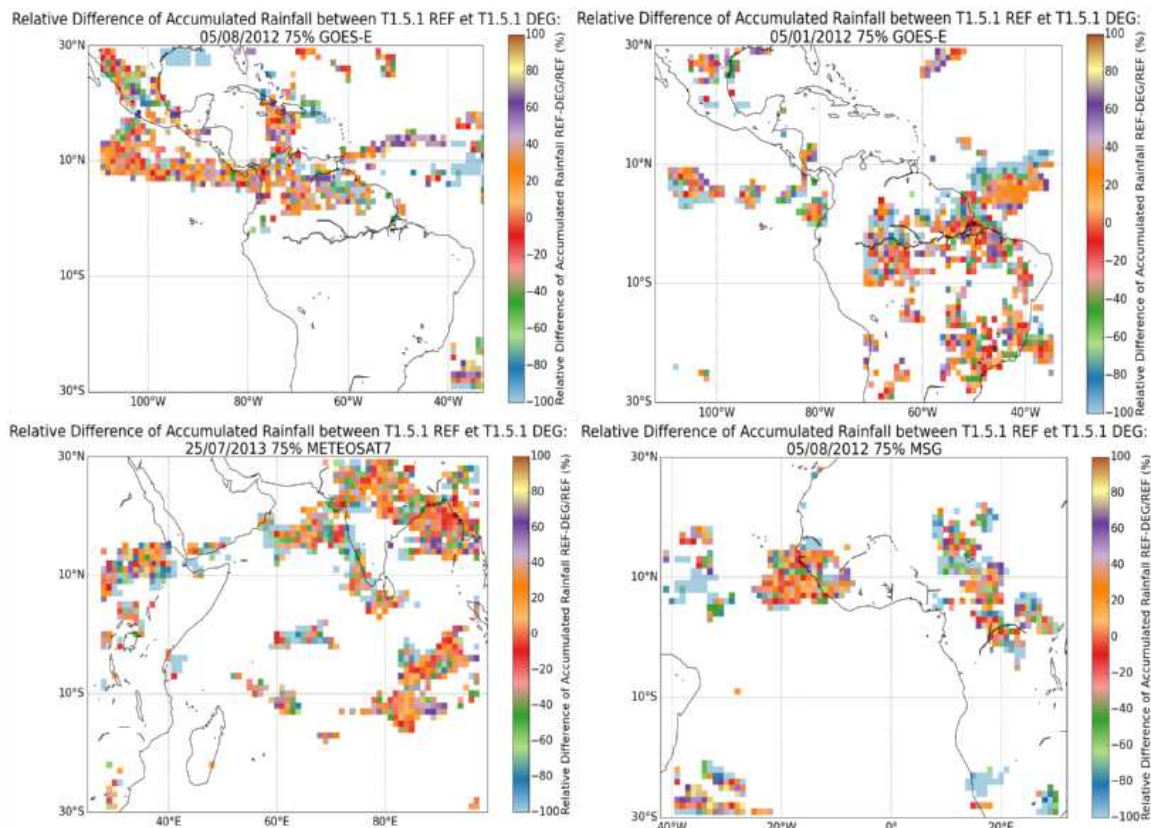 Relative Difference of Accumulated Rainfall between T1.5.1 REF et T1.5.1 DEG:
05/08/2012 75% GOES-E
30°N
10°N
10°S
30°S
100°W
80°W
60°W
40°W
100
80
60
40
20
0
−20
−40
−60
−80
−100
Relative Difference of Accumulated Rainfall REF-DEG/REF (%)
Relative Difference of Accumulated Rainfall between T1.5.1 REF et T1.5.1 DEG:
05/01/2012 75% GOES-E
30°N
10°N
10°S
30°S
100°W
80°W
60°W
40°W
100
80
60
40
20
0
−20
−40
−60
−80
−100
Relative Difference of Accumulated Rainfall REF-DEG/REF (%)
Relative Difference of Accumulated Rainfall between T1.5.1 REF et T1.5.1 DEG:
25/07/2013 75% METEOSAT7
30°N
10°N
10°S
30°S
40°E
60°E
80°E
100
80
60
40
20
0
−20
−40
−60
−80
−100
Relative Difference of Accumulated Rainfall REF-DEG/REF (%)
Relative Difference of Accumulated Rainfall between T1.5.1 REF et T1.5.1 DEG:
05/08/2012 75% MSG
30°N
10°N
10°S
30°S
40°W
20°W
0°
20°E
100
80
60
40
20
0
−20
−40
−60
−80
−100
Relative Difference of Accumulated Rainfall REF-DEG/REF (%)